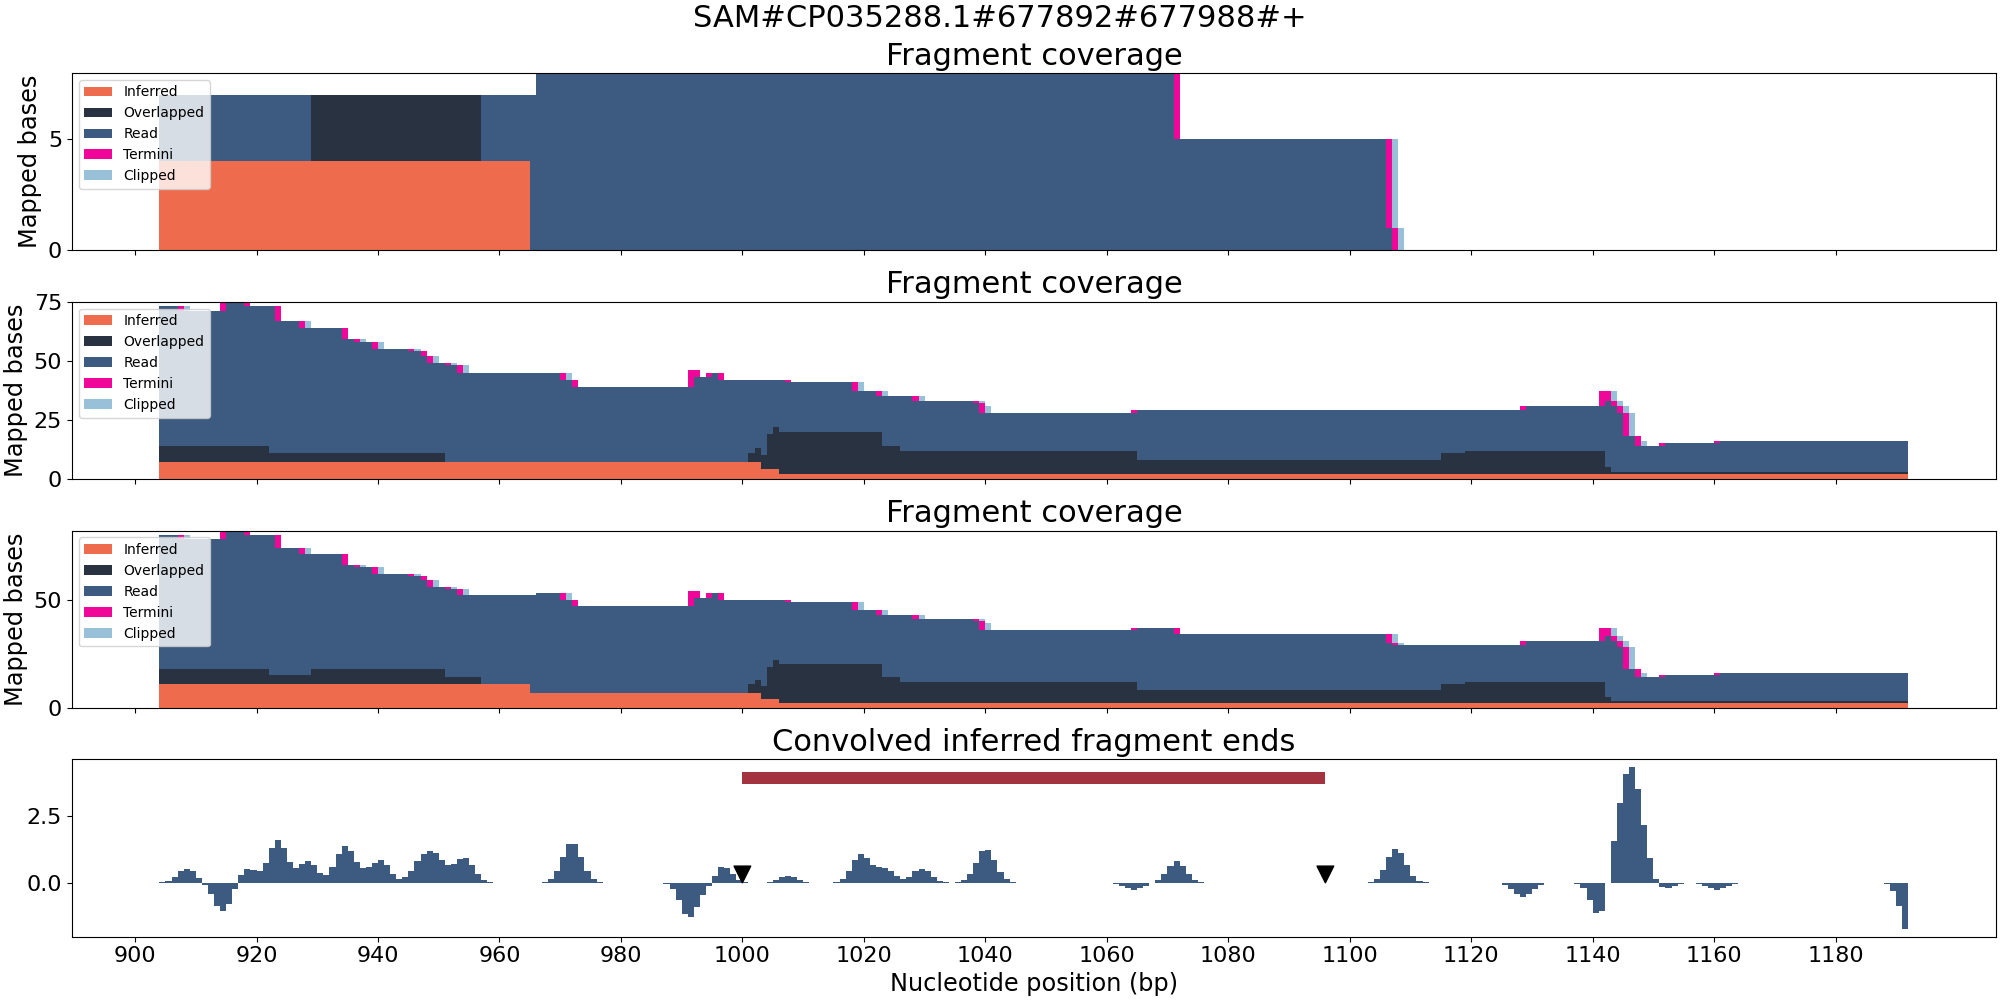 SAM#CP035288.1#677892#677988#+
Fragment coverage
Mapped bases
5
0
Inferred
Overlapped
Read
Termini
Clipped
Fragment coverage
Mapped bases
75
50
25
0
Inferred
Overlapped
Read
Termini
Clipped
Fragment coverage
Mapped bases
50
0
Inferred
Overlapped
Read
Termini
Clipped
Convolved inferred fragment ends
2.5
0.0
900 920 940 960 980 1000 1020 1040 1060 1080 1100 1120 1140 1160 1180
Nucleotide position (bp)